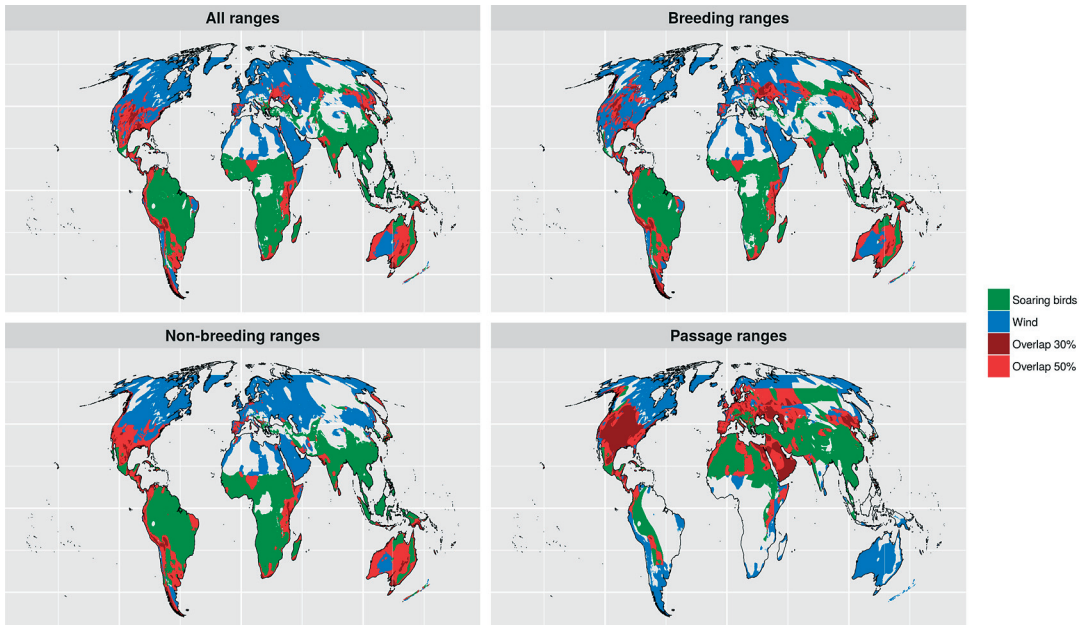 All ranges
Breeding ranges
Non-breeding ranges
Passage ranges
Soaring birds
Wind
Overlap 30%
Overlap 50%